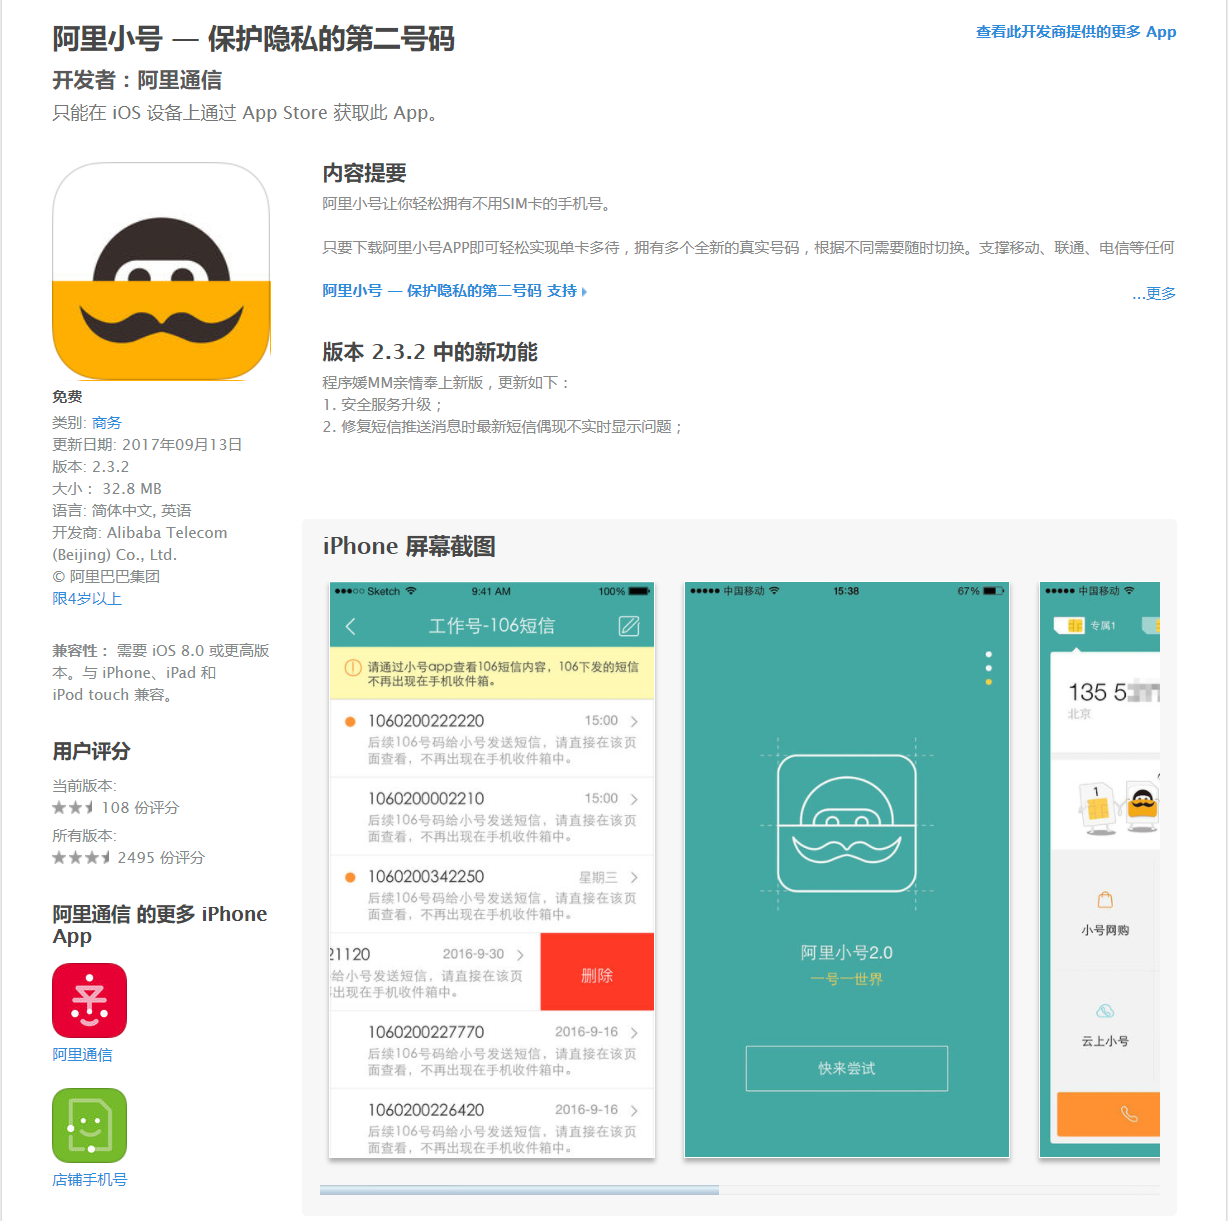 阿里小号 — 保护隐私的第二号码
查看此开发商提供的更多 App
开发者：阿里通信
只能在 iOS 设备上通过 App Store 获取此 App。
内容提要
阿里小号让你轻松拥有不用SIM卡的手机号。
只要下载阿里小号APP即可轻松实现单卡多待，拥有多个全新的真实号码，根据不同需要随时切换。支撑移动、联通、电信等任何
阿里小号 — 保护隐私的第二号码 支持
...更多
版本 2.3.2 中的新功能
程序媛MM亲情奉上新版，更新如下：
1. 安全服务升级；
2. 修复短信推送消息时最新短信偶现不实时显示问题；
免费
类别: 商务
更新日期: 2017年09月13日
版本: 2.3.2
大小： 32.8 MB
语言: 简体中文, 英语
开发商: Alibaba Telecom
(Beijing) Co., Ltd.
© 阿里巴巴集团
限4岁以上
兼容性： 需要 iOS 8.0 或更高版
本。与 iPhone、iPad 和
iPod touch 兼容。
用户评分
当前版本:
108 份评分
所有版本:
2495 份评分
阿里通信 的更多 iPhone
App
阿里通信
店铺手机号
iPhone 屏幕截图
Sketch 9:41 AM 100%
工作号-106短信
请通过小号app查看106短信内容，106下发的短信
不再出现在手机收件箱。
1060200222220 15:00
后续106号码给小号发送短信，请直接在该页
面查看，不再出现在手机收件箱中。
1060200002210 15:00
后续106号码给小号发送短信，请直接在该页
面查看，不再出现在手机收件箱中。
1060200342250 星期三
后续106号码给小号发送短信，请直接在该页
面查看，不再出现在手机收件箱中。
21120 2016-9-30
给小号发送短信，请直接在该页
出现在手机收件箱中。
删除
1060200227770 2016-9-16
后续106号码给小号发送短信，请直接在该页
面查看，不再出现在手机收件箱中。
1060200226420 2016-9-16
后续106号码给小号发送短信，请直接在该页
面查看，不再出现在手机收件箱中。
中国移动 15:38 67%
阿里小号2.0
一号一世界
快来尝试
中国移动
专属1
135 5
北京
1
小号网购
云上小号